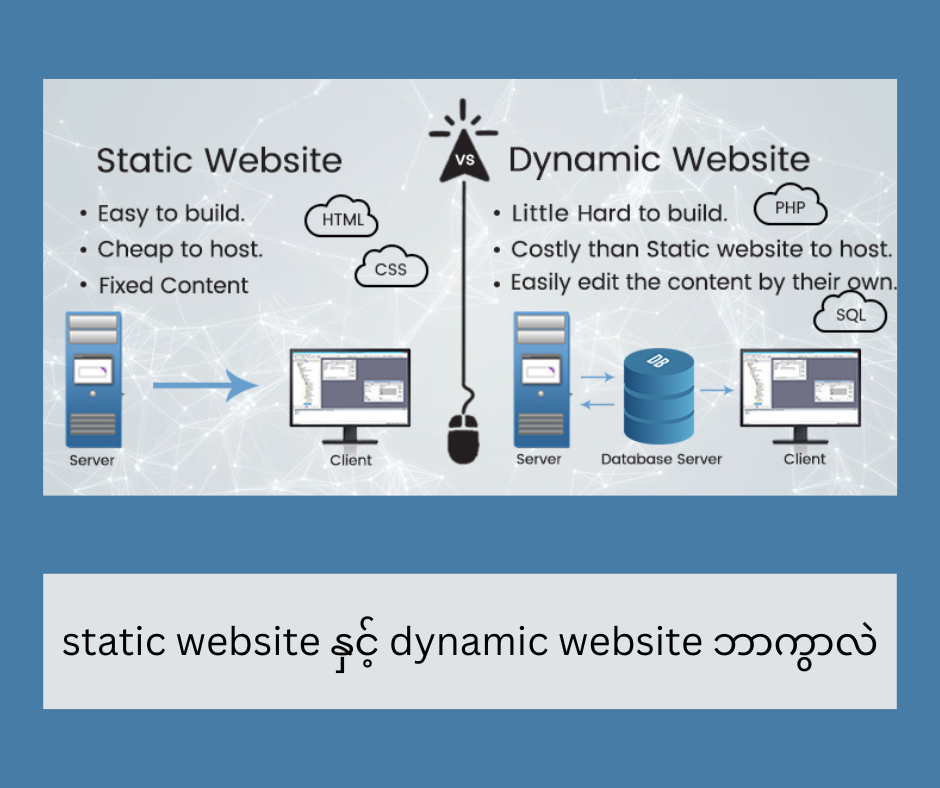 Static Website
• Easy to build.
• Cheap to host.
• Fixed Content
HTML
CSS
Server
Client
VS
Dynamic Website
• Little Hard to build.
• Costly than Static website to host.
• Easily edit the content by their own.
PHP
SQL
DB
Server
Database Server
Client
static website နှင့် dynamic website ဘာကွာလဲ